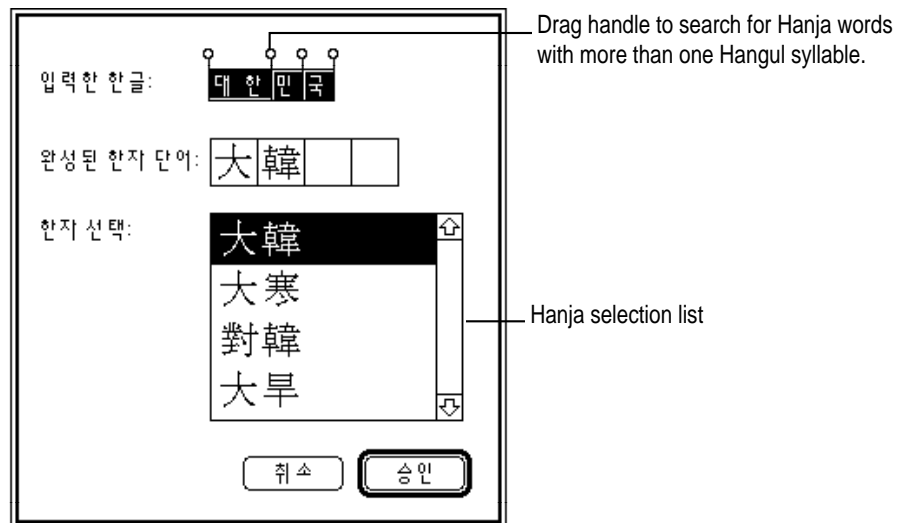 Drag handle to search for Hanja words
with more than one Hangul syllable.
입력한 한글: 대한민국
완성된 한자 단어: 大韓
한자 선택: 大韓
大寒
對韓
大旱
Hanja selection list
취소 승인